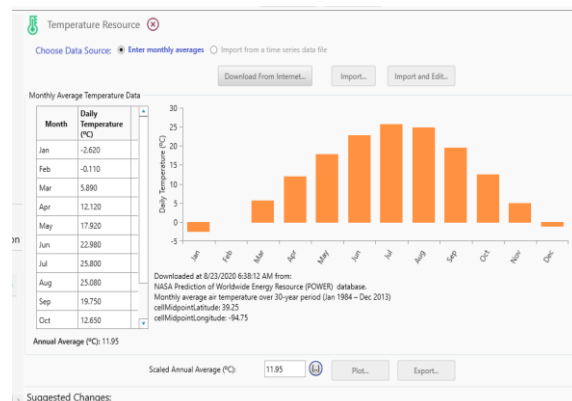 Temperature Resource
Choose Data Source: Enter monthly averages Import from a time series data file
Download From Internet... Import... Import and Edit...
Monthly Average Temperature Data
Month Daily Temperature (ºC)
Jan -2.620
Feb -0.110
Mar 5.890
Apr 12.120
May 17.920
Jun 22.980
Jul 25.800
Aug 25.080
Sep 19.750
Oct 12.650
Annual Average (ºC): 11.95
Daily Temperature (ºC)
30
25
20
15
10
5
0
-5
Jan Feb Mar Apr May Jun Jul Aug Sep Oct Nov Dec
Downloaded at 8/23/2020 6:38:12 AM from:
NASA Prediction of Worldwide Energy Resource (POWER) database.
Monthly average air temperature over 30-year period (Jan 1984 – Dec 2013)
cellMidpointLatitude: 39.25
cellMidpointLongitude: -94.75
Scaled Annual Average (ºC): 11.95 Plot... Export...
Suggested Changes: